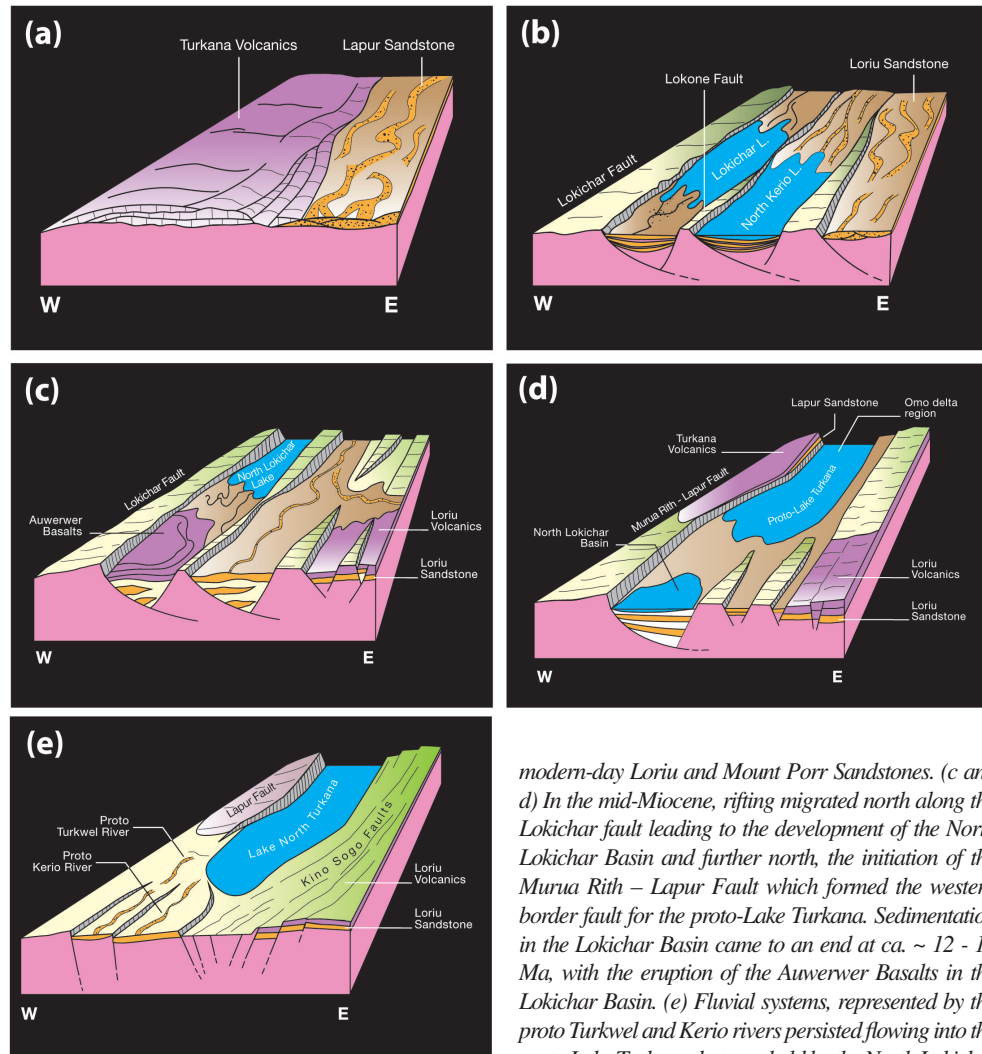 (a)
Turkana Volcanics
Lapur Sandstone
W
E
(b)
Loriu Sandstone
Lokone Fault
Lokichar Fault
Lokichar L.
North Kerio L.
W
E
(c)
Lokichar Fault
North Lokichar
Lake
Auwerwer
Basalts
Loriu
Volcanics
Loriu
Sandstone
W
E
(d)
Lapur Sandstone
Omo delta
region
Turkana
Volcanics
Murua Rith - Lapur Fault
Proto-Lake Turkana
North Lokichar
Basin
Loriu
Volcanics
Loriu
Sandstone
W
E
(e)
Lapur Fault
Lake North Turkana
Proto
Turkwel River
Proto
Kerio River
Kino Sogo Faults
Loriu
Volcanics
Loriu
Sandstone
W
E
modern-day Loriu and Mount Porr Sandstones. (c
d) In the mid-Miocene, rifting migrated north along
Lokichar fault leading to the development of the
Lokichar Basin and further north, the initiation of
Murua Rith – Lapur Fault which formed the
border fault for the proto-Lake Turkana.
in the Lokichar Basin came to an end at ca. ~ 12 -
Ma, with the eruption of the Auwerwer Basalts in
Lokichar Basin. (e) Fluvial systems, represented by
proto Turkwel and Kerio rivers persisted flowing into